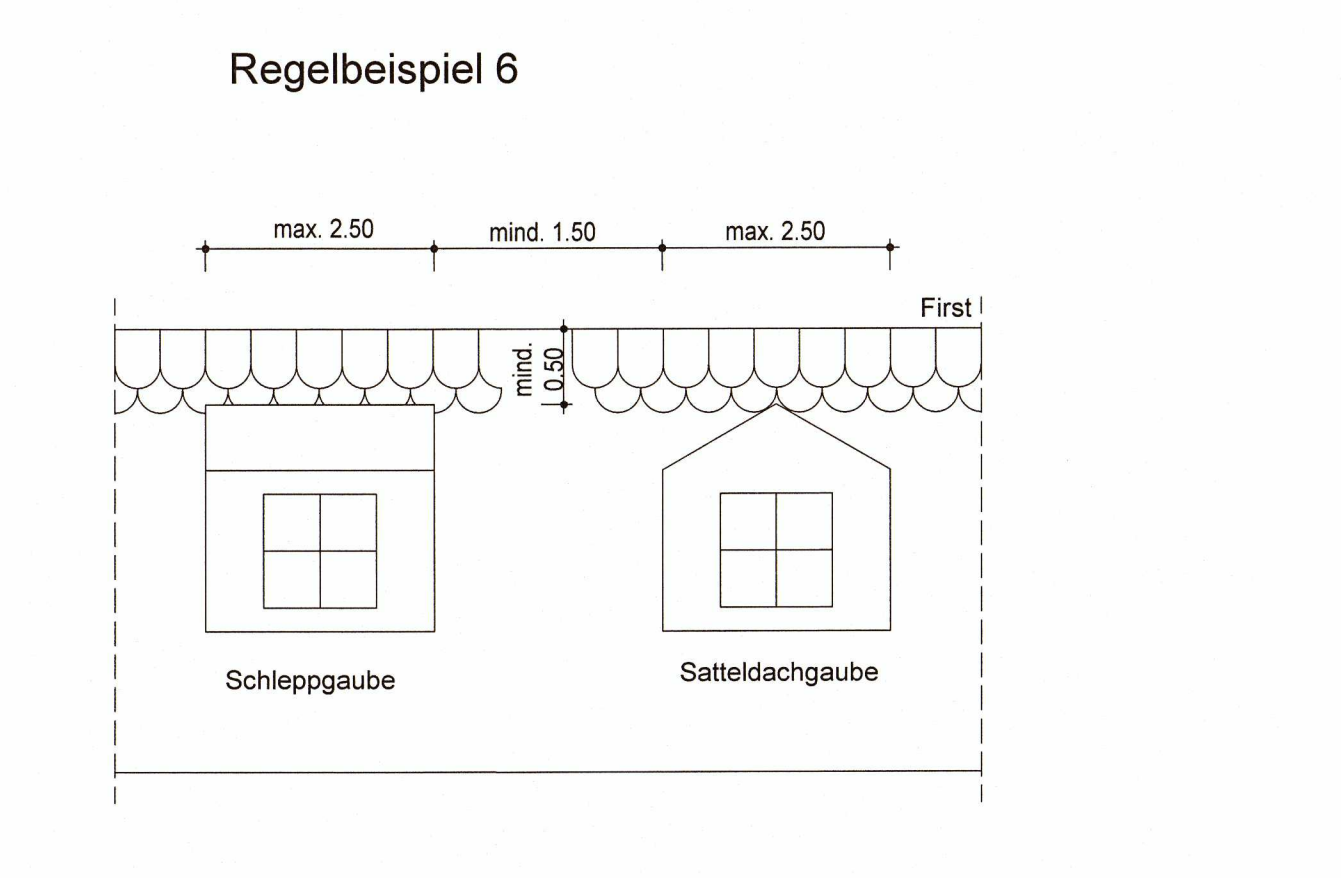 Regelbeispiel 6
max. 2.50
mind. 1.50
max. 2.50
First
mind.
0.50
Schleppgaube
Satteldachgaube